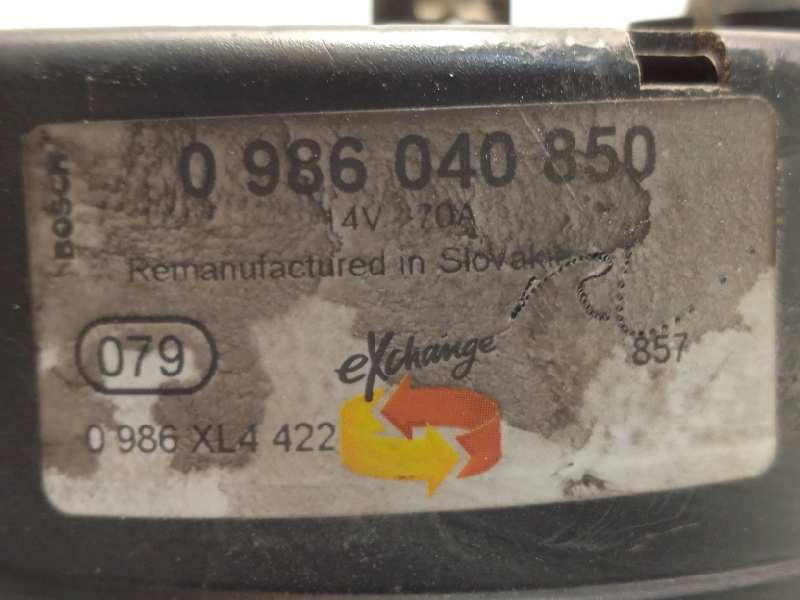 BOSCH
0 986 040 850
14V 70A
Remanufactured in Slovakia
079
eXchange
857
0 986 XL4 422